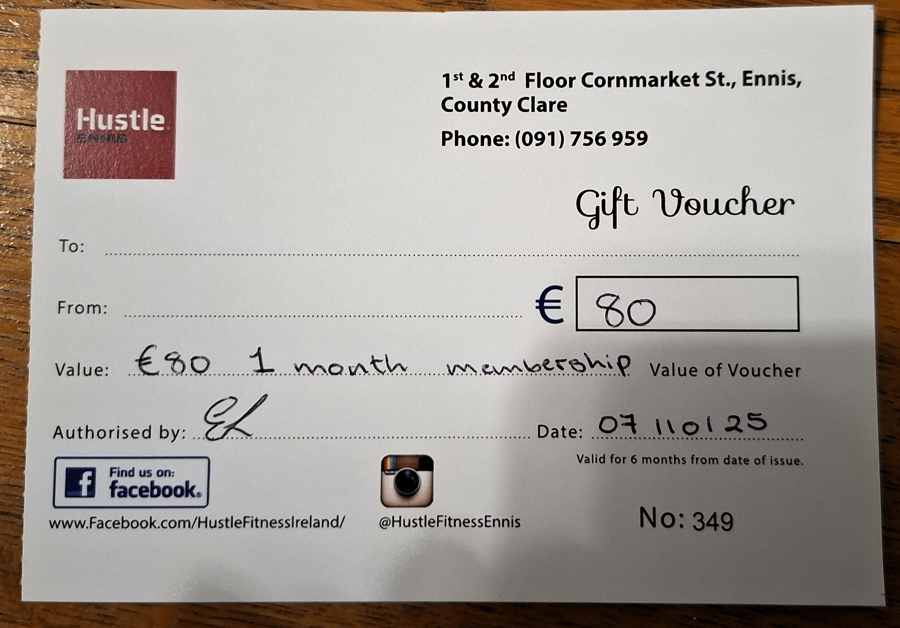 Hustle
ENNIS
1st & 2nd Floor Cornmarket St., Ennis,
County Clare
Phone: (091) 756 959
Gift Voucher
To:
From:
€ 80
Value: €80 1 month membership Value of Voucher
Authorised by: EL
Date: 07/10/25
Valid for 6 months from date of issue.
Find us on:
facebook®
www.Facebook.com/HustleFitnessIreland/
@HustleFitnessEnnis
No: 349